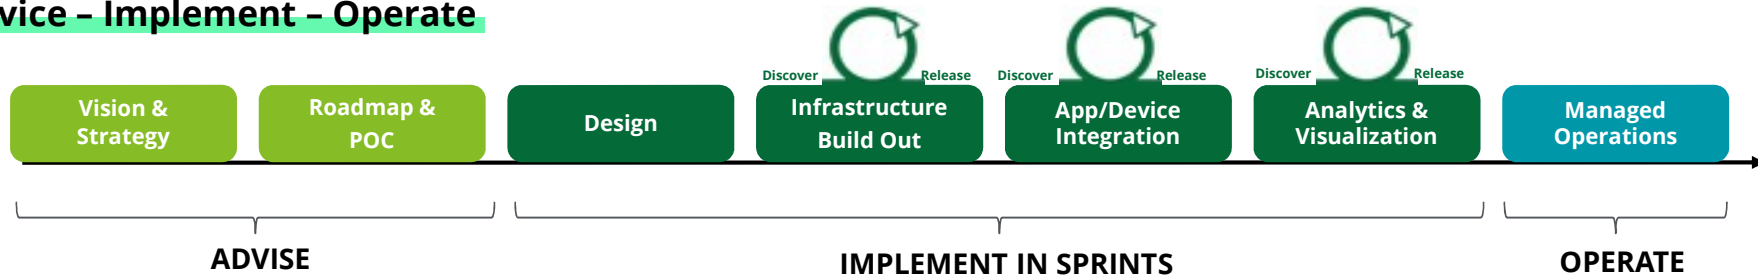 vice – Implement – Operate
Discover
Release
Discover
Release
Discover
Release
Vision &
Strategy
Roadmap &
POC
Design
Infrastructure
Build Out
App/Device
Integration
Analytics &
Visualization
Managed
Operations
ADVISE
IMPLEMENT IN SPRINTS
OPERATE